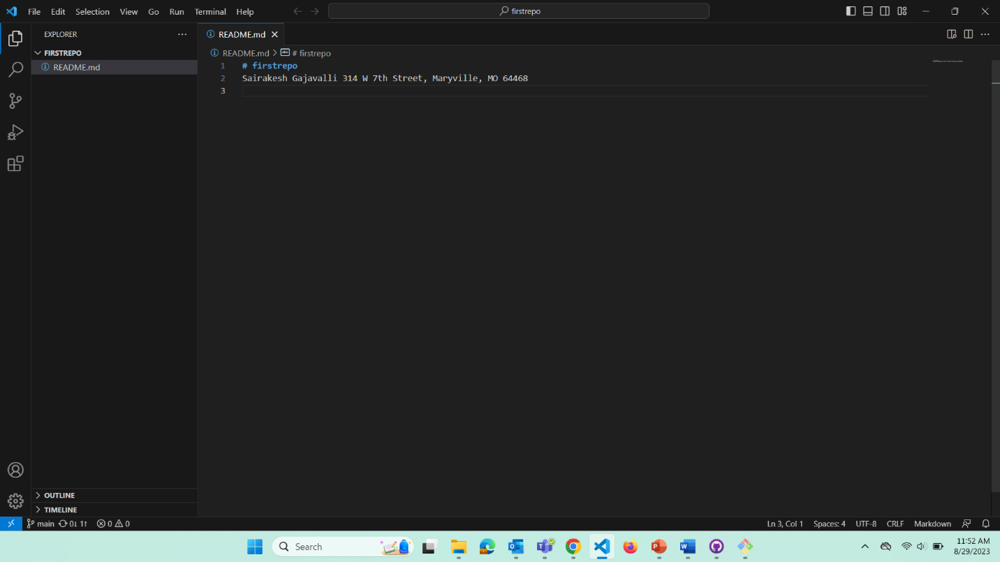 File Edit Selection View Go Run Terminal Help
firstrepo
EXPLORER
README.md
FIRSTREPO
README.md
README.md > # firstrepo
1 # firstrepo
2 Sairakesh Gajavalli 314 W 7th Street, Maryville, MO 64468
3
OUTLINE
TIMELINE
main 0↓ 1↑ 0 0
Ln 3, Col 1 Spaces: 4 UTF-8 CRLF Markdown
Search
11:52 AM
8/29/2023